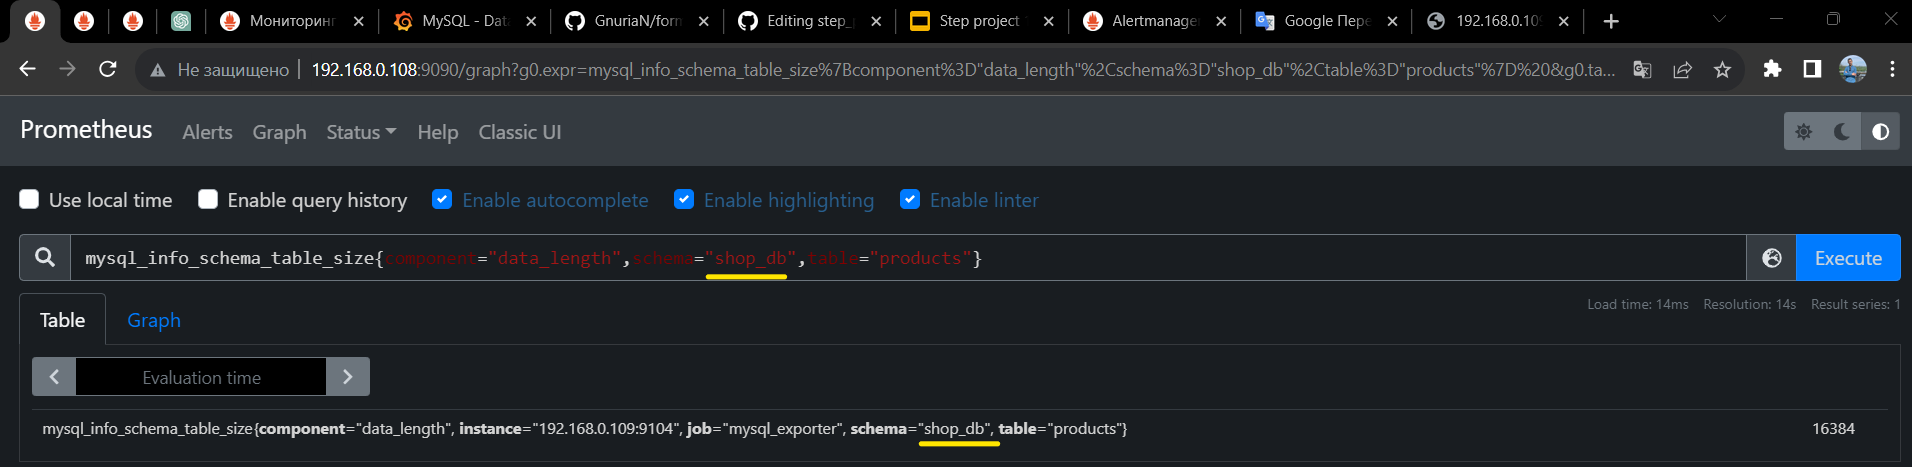 Мониторинг MySQL - Data GnuriaN/form Editing step_ Step project Alertmanage Google Пере 192.168.0.109
Не защищено 192.168.0.108:9090/graph?g0.expr=mysql_info_schema_table_size%7Bcomponent%3D"data_length"%2Cschema%3D"shop_db"%2Ctable%3D"products"%7D%20&g0.ta...
Prometheus Alerts Graph Status Help Classic UI
Use local time Enable query history Enable autocomplete Enable highlighting Enable linter
mysql_info_schema_table_size{component="data_length",schema="shop_db",table="products"} Execute
Load time: 14ms Resolution: 14s Result series: 1
Table Graph
Evaluation time
mysql_info_schema_table_size{component="data_length", instance="192.168.0.109:9104", job="mysql_exporter", schema="shop_db", table="products"} 16384